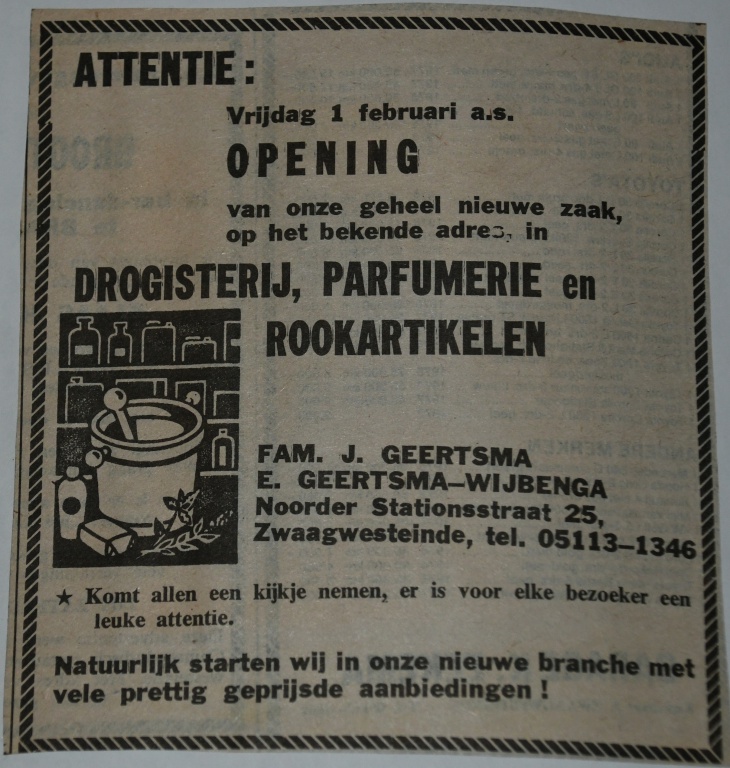 ATTENTIE:
Vrijdag 1 februari a.s.
OPENING
van onze geheel nieuwe zaak,
op het bekende adres, in
DROGISTERIJ, PARFUMERIE en
ROOKARTIKELEN
FAM. J. GEERTSMA
E. GEERTSMA-WIJBENGA
Noorder Stationsstraat 25,
Zwaagwesteinde, tel. 05113-1346
★ Komt allen een kijkje nemen, er is voor elke bezoeker een
leuke attentie.
Natuurlijk starten wij in onze nieuwe branche met
vele prettig geprijsde aanbiedingen !